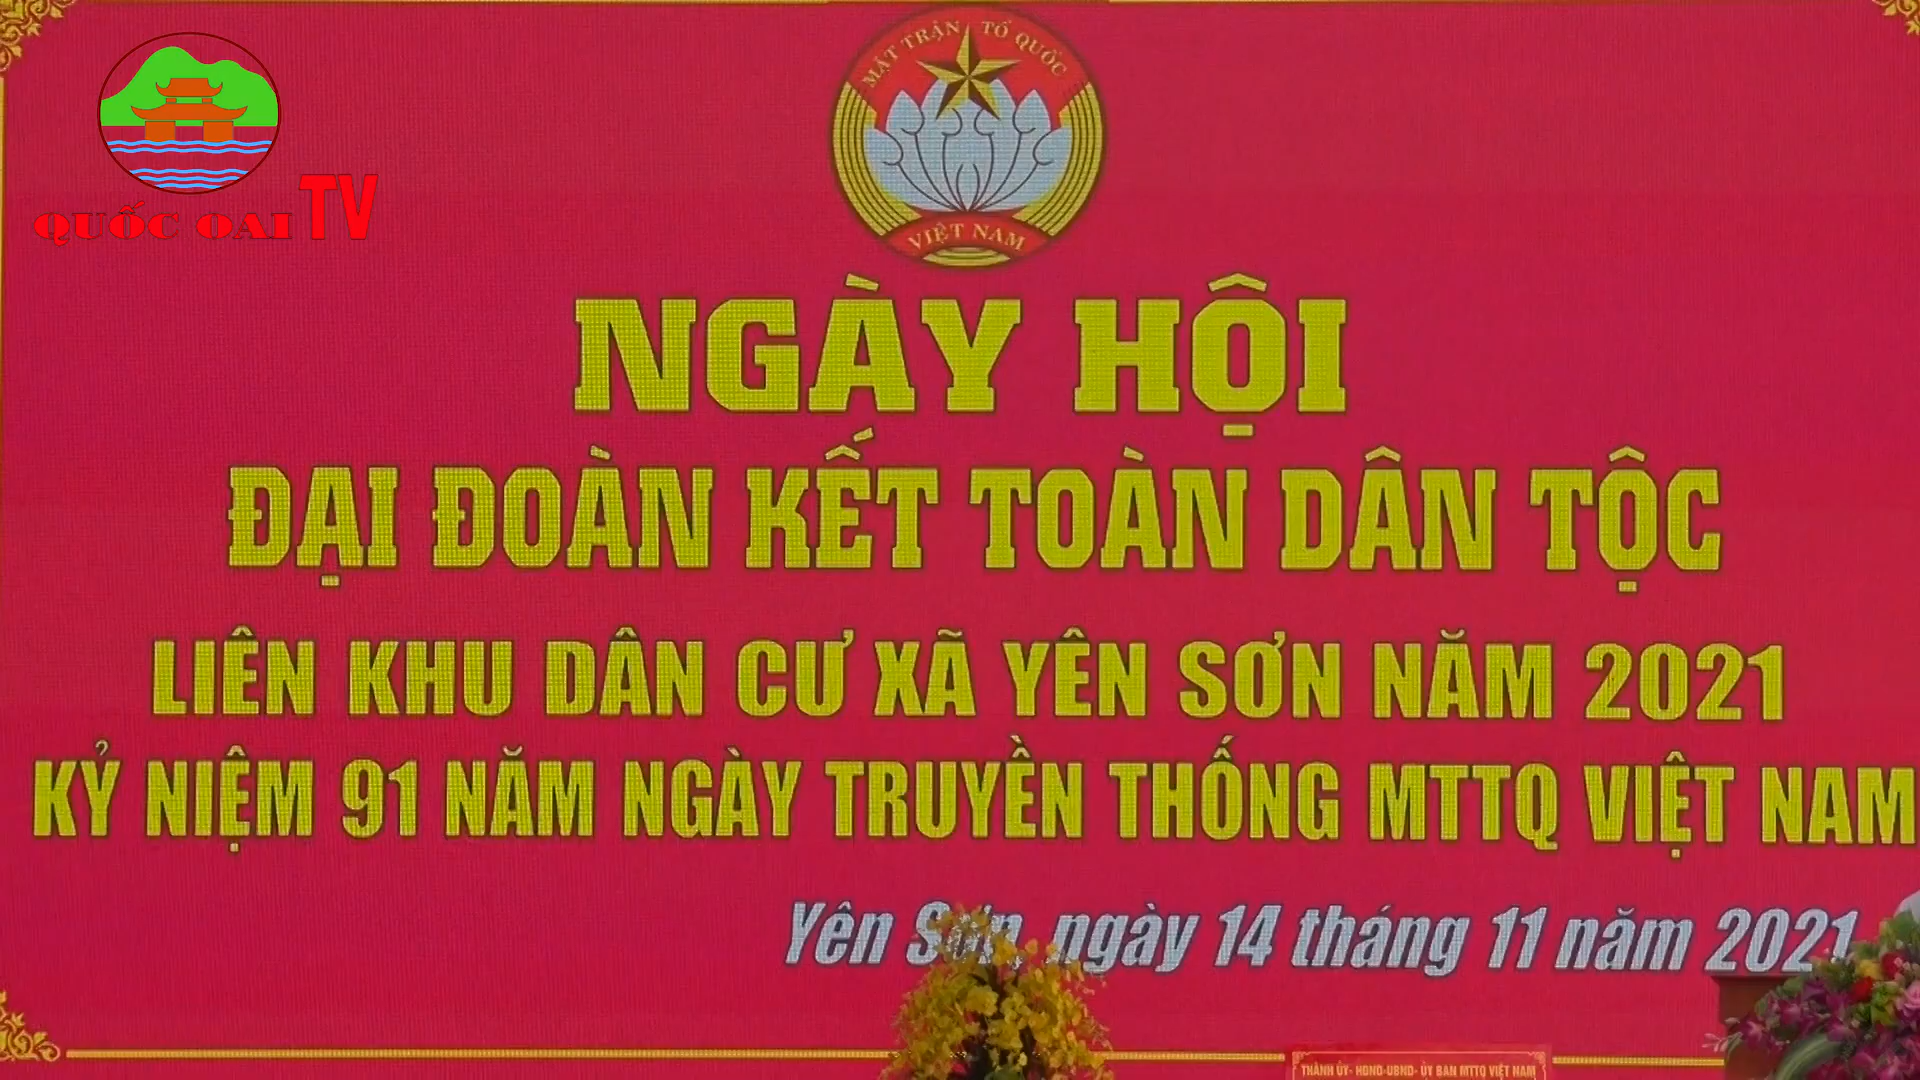 MẶT TRẬN TỔ QUỐC
VIỆT NAM
QUỐC OAI TV
NGÀY HỘI
ĐẠI ĐOÀN KẾT TOÀN DÂN TỘC
LIÊN KHU DÂN CƯ XÃ YÊN SƠN NĂM 2021
KỶ NIỆM 91 NĂM NGÀY TRUYỀN THỐNG MTTQ VIỆT NAM
Yên Sơn, ngày 14 tháng 11 năm 2021
THÀNH ỦY- HĐND-UBND- ỦY BAN MTTQ VIỆT NAM